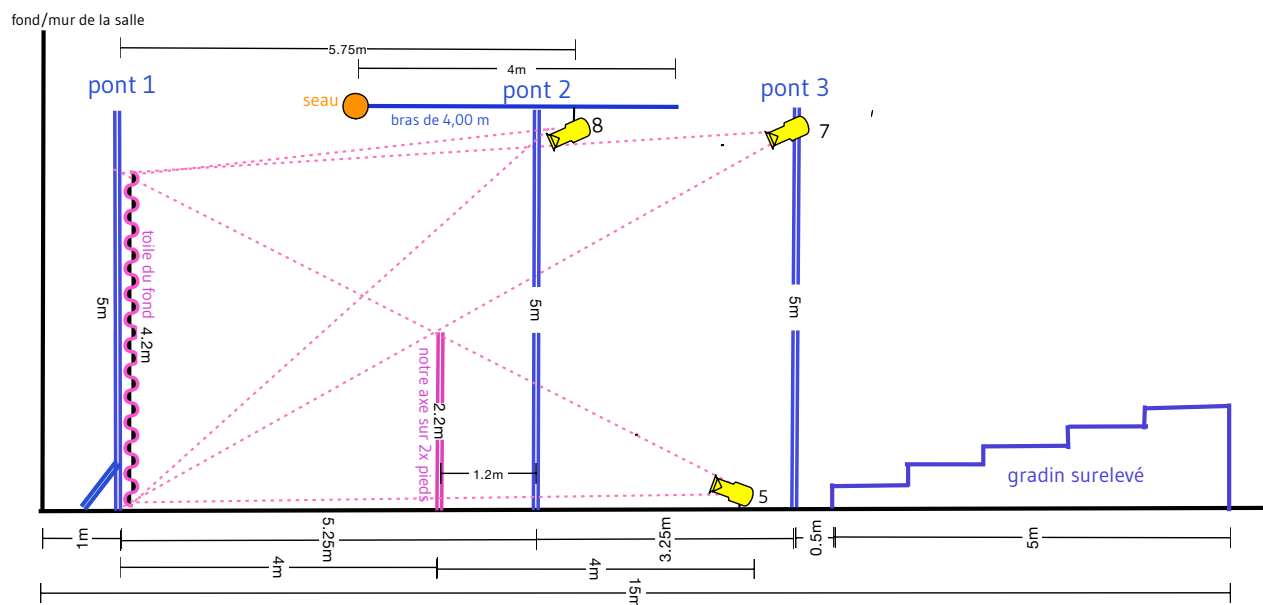 fond/mur de la salle
5.75m
4m
pont 1
pont 2
pont 3
seau
bras de 4,00 m
8
7
toile du fond
4.2m
5m
5m
5m
notre axe sur 2x pieds
2.2m
1.2m
5
gradin surelevé
1m
5.25m
3.25m
0.5m
5m
4m
4m
15m